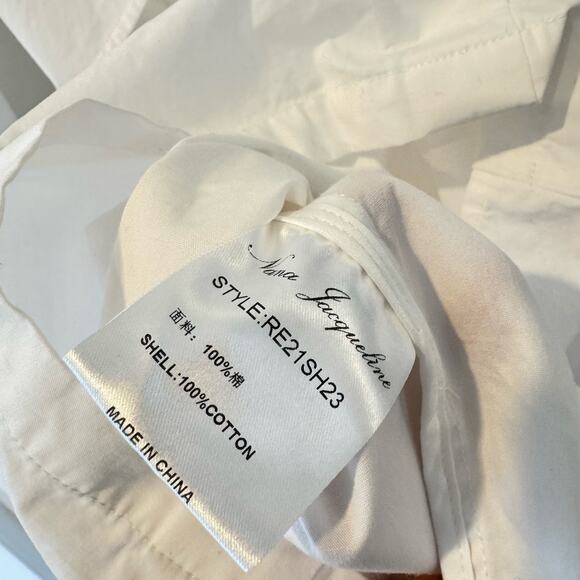 Nana Jacqueline
STYLE:RE21SH23
面料: 100%棉
SHELL:100%COTTON
MADE IN CHINA